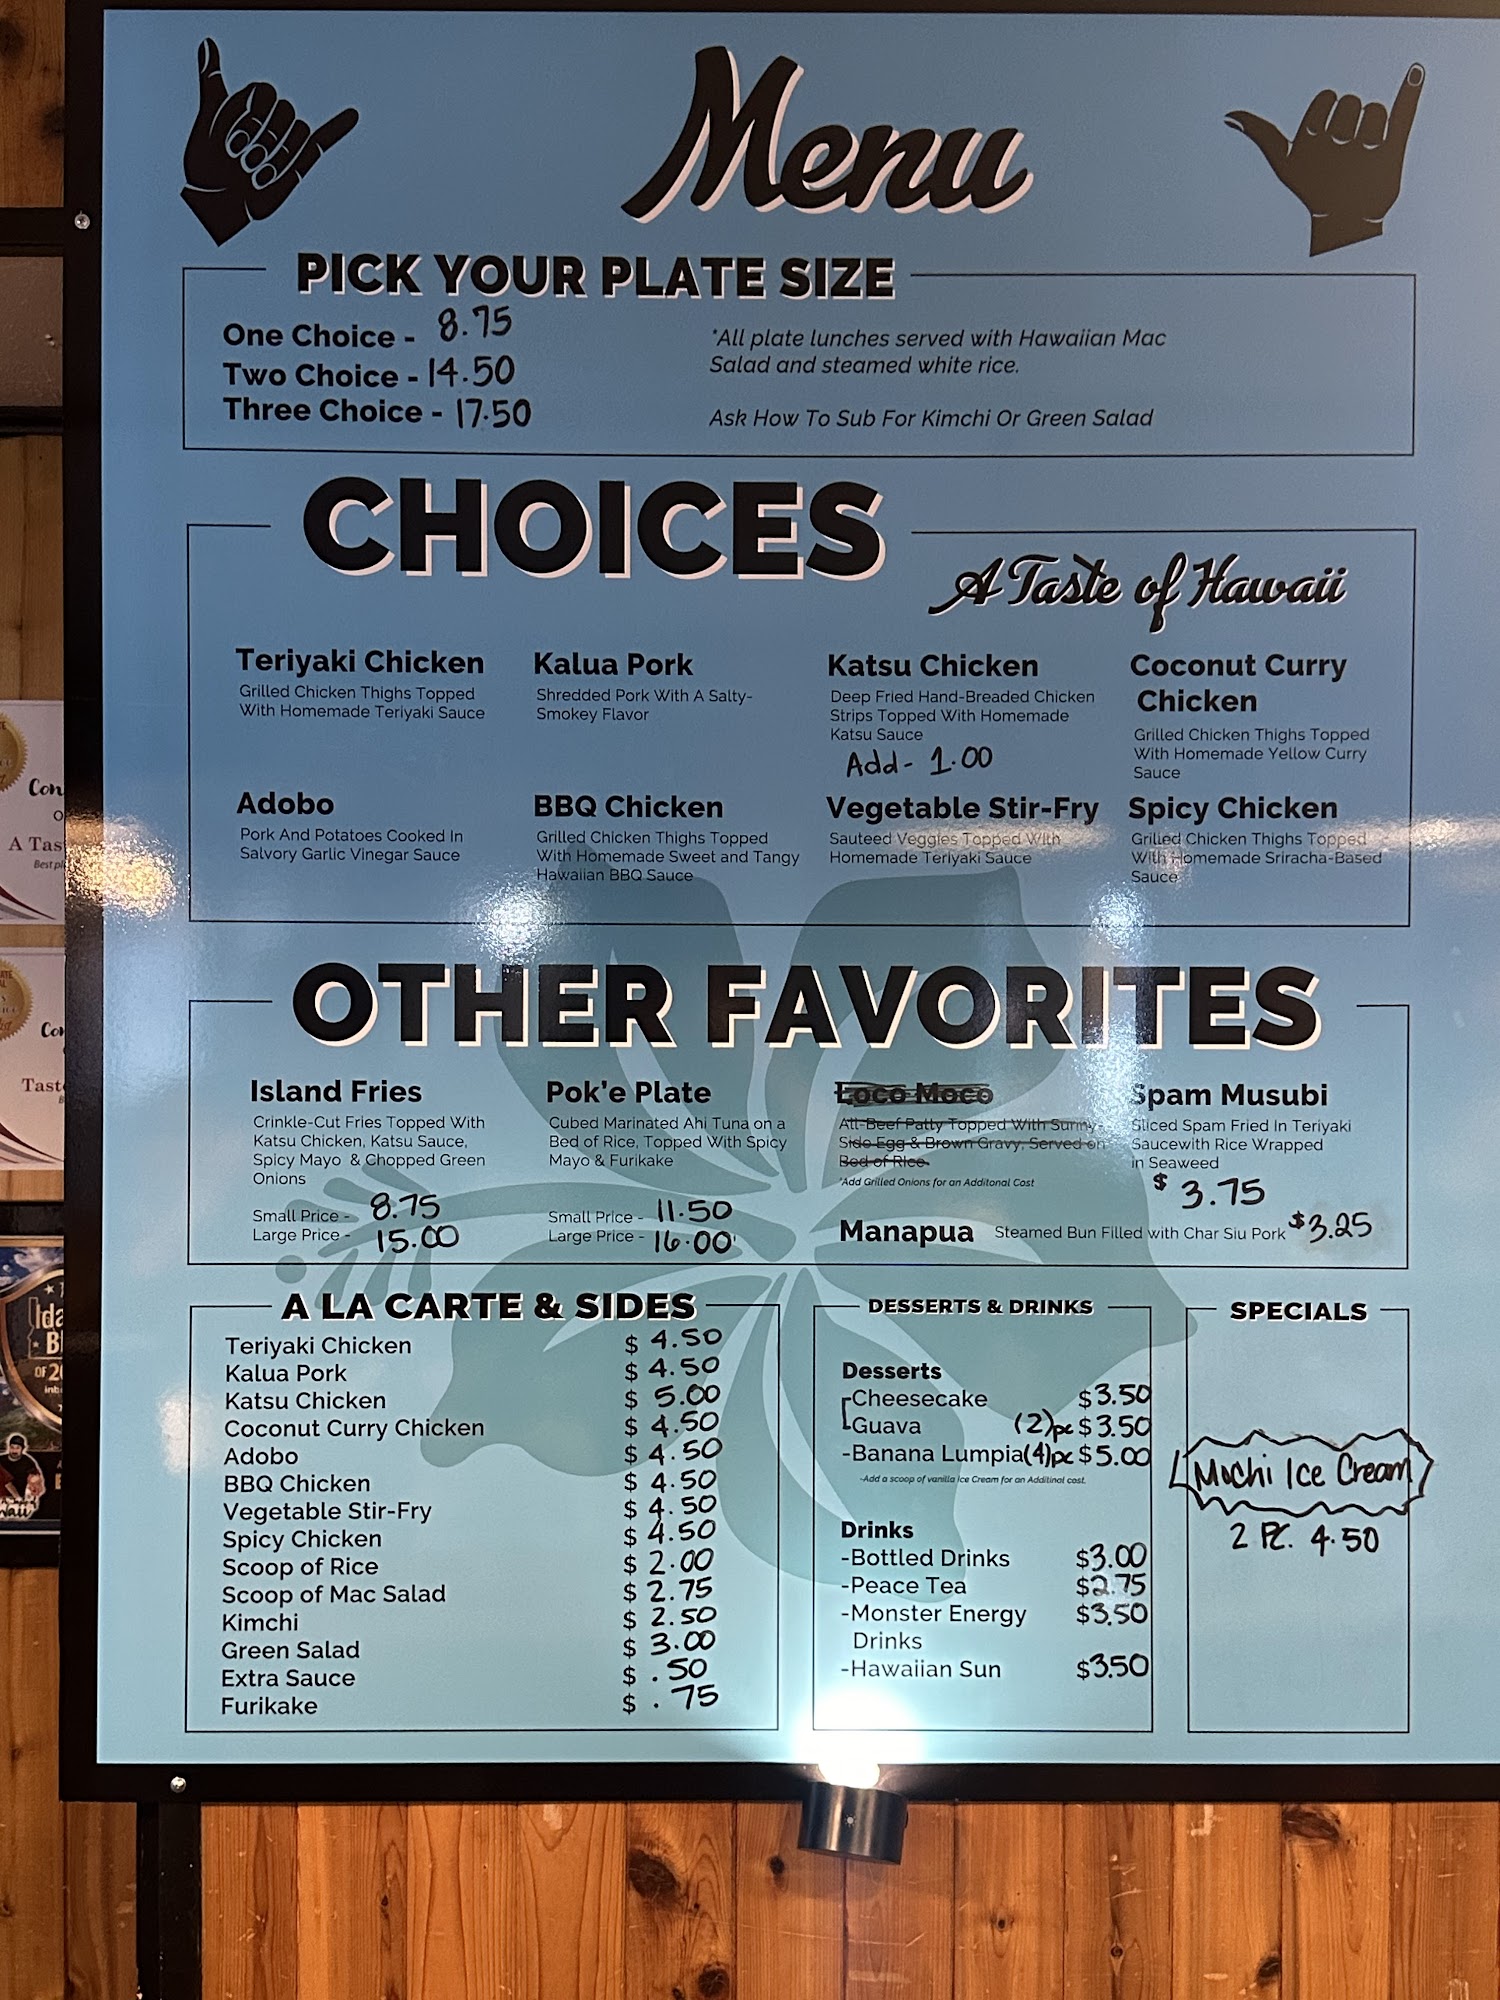 Menu
PICK YOUR PLATE SIZE
One Choice - 8.75
Two Choice - 14.50
Three Choice - 17.50
*All plate lunches served with Hawaiian Mac
Salad and steamed white rice.
Ask How To Sub For Kimchi Or Green Salad
CHOICES
A Taste of Hawaii
Teriyaki Chicken
Grilled Chicken Thighs Topped
With Homemade Teriyaki Sauce
Kalua Pork
Shredded Pork With A Salty-
Smokey Flavor
Katsu Chicken
Deep Fried Hand-Breaded Chicken
Strips Topped With Homemade
Katsu Sauce
Add - 1.00
Coconut Curry
Chicken
Grilled Chicken Thighs Topped
With Homemade Yellow Curry
Sauce
Adobo
Pork And Potatoes Cooked In
Salvory Garlic Vinegar Sauce
BBQ Chicken
Grilled Chicken Thighs Topped
With Homemade Sweet and Tangy
Hawaiian BBQ Sauce
Vegetable Stir-Fry
Sauteed Veggies Topped With
Homemade Teriyaki Sauce
Spicy Chicken
Grilled Chicken Thighs Topped
With Homemade Sriracha-Based
Sauce
OTHER FAVORITES
Island Fries
Crinkle-Cut Fries Topped With
Katsu Chicken, Katsu Sauce,
Spicy Mayo & Chopped Green
Onions
Small Price - 8.75
Large Price - 15.00
Pok'e Plate
Cubed Marinated Ahi Tuna on a
Bed of Rice, Topped With Spicy
Mayo & Furikake
Small Price - 11.50
Large Price - 16.00
Loco Moco
All-Beef Patty Topped With Sunny-
Side Egg & Brown Gravy, Served on
Bed of Rice
*Add Grilled Onions for an Additonal Cost
Spam Musubi
Sliced Spam Fried In Teriyaki
Saucewith Rice Wrapped
in Seaweed
$ 3.75
Manapua Steamed Bun Filled with Char Siu Pork $3.25
A LA CARTE & SIDES
Teriyaki Chicken $ 4.50
Kalua Pork $ 4.50
Katsu Chicken $ 5.00
Coconut Curry Chicken $ 4.50
Adobo $ 4.50
BBQ Chicken $ 4.50
Vegetable Stir-Fry $ 4.50
Spicy Chicken $ 4.50
Scoop of Rice $ 2.00
Scoop of Mac Salad $ 2.75
Kimchi $ 2.50
Green Salad $ 3.00
Extra Sauce $ .50
Furikake $ .75
DESSERTS & DRINKS
Desserts
Cheesecake $3.50
Guava (2)pc $3.50
-Banana Lumpia (4)pc $5.00
-Add a scoop of vanilla Ice Cream for an Additinal cost.
Drinks
-Bottled Drinks $3.00
-Peace Tea $2.75
-Monster Energy $3.50
Drinks
-Hawaiian Sun $3.50
SPECIALS
Mochi Ice Cream
2 PC. 4.50